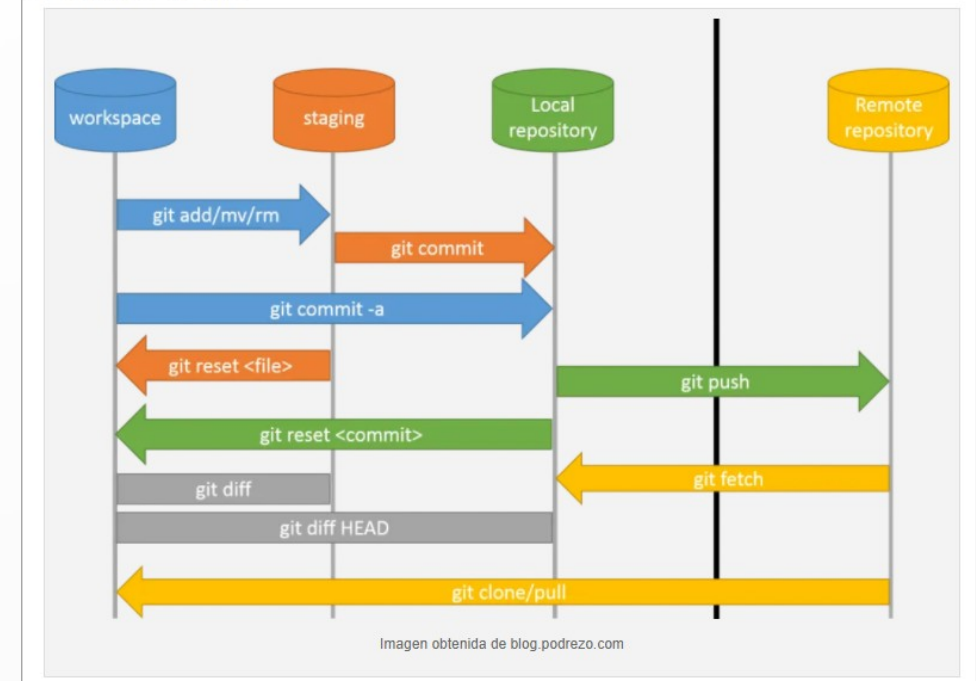 workspace
staging
Local
repository
Remote
repository
git add/mv/rm
git commit
git commit -a
git reset <file>
git push
git reset <commit>
git fetch
git diff
git diff HEAD
git clone/pull
Imagen obtenida de blog.podrezo.com